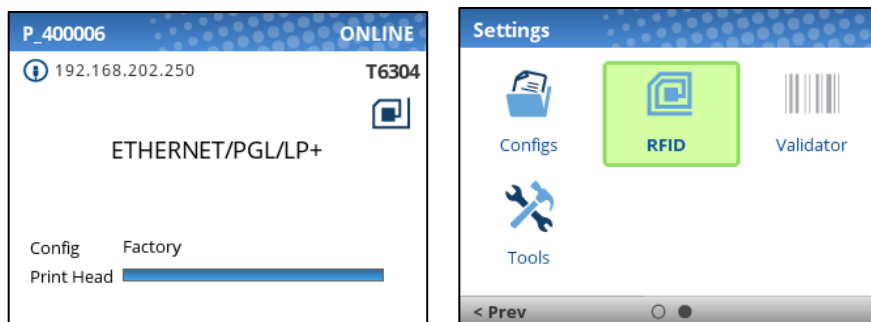 P_400006 ONLINE
192.168.202.250 T6304
ETHERNET/PGL/LP+
Config Factory
Print Head
Settings
Configs RFID Validator
Tools
< Prev